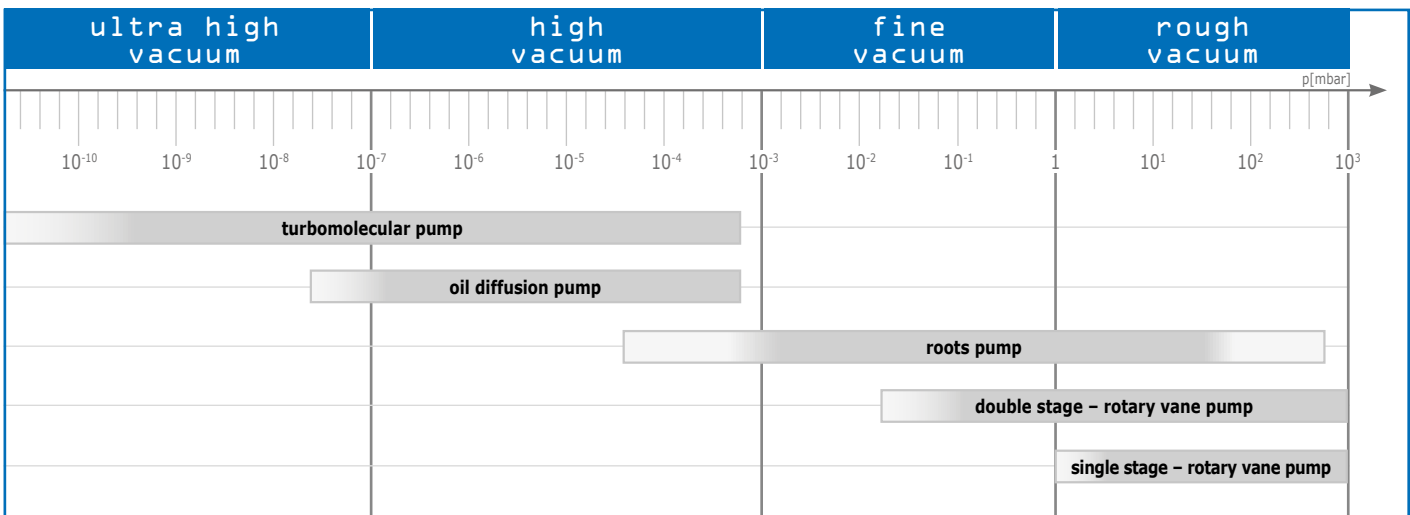 ultra high
vacuum
high
vacuum
fine
vacuum
rough
vacuum
p[mbar]
10⁻¹⁰ 10⁻⁹ 10⁻⁸ 10⁻⁷ 10⁻⁶ 10⁻⁵ 10⁻⁴ 10⁻³ 10⁻² 10⁻¹ 1 10¹ 10² 10³
turbomolecular pump
oil diffusion pump
roots pump
double stage – rotary vane pump
single stage – rotary vane pump